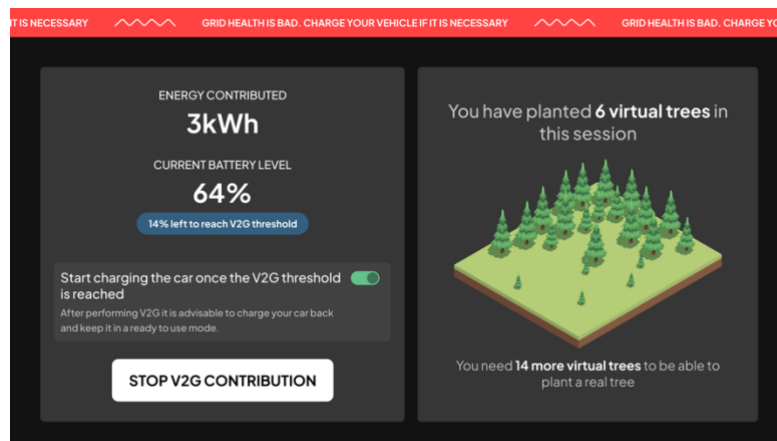 IT IS NECESSARY GRID HEALTH IS BAD. CHARGE YOUR VEHICLE IF IT IS NECESSARY GRID HEALTH IS BAD. CHARGE YO
ENERGY CONTRIBUTED
3kWh
CURRENT BATTERY LEVEL
64%
14% left to reach V2G threshold
Start charging the car once the V2G threshold
is reached
After performing V2G it is advisable to charge your car back
and keep it in a ready to use mode.
STOP V2G CONTRIBUTION
You have planted 6 virtual trees in
this session
You need 14 more virtual trees to be able to
plant a real tree